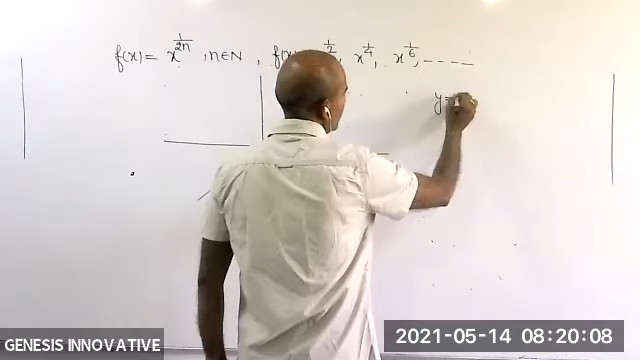 f(x) = x^{1/2n}, n∈N, f(x) x^{1/2}, x^{1/4}, x^{1/6}, ----
y=
GENESIS INNOVATIVE
2021-05-14 08:20:08